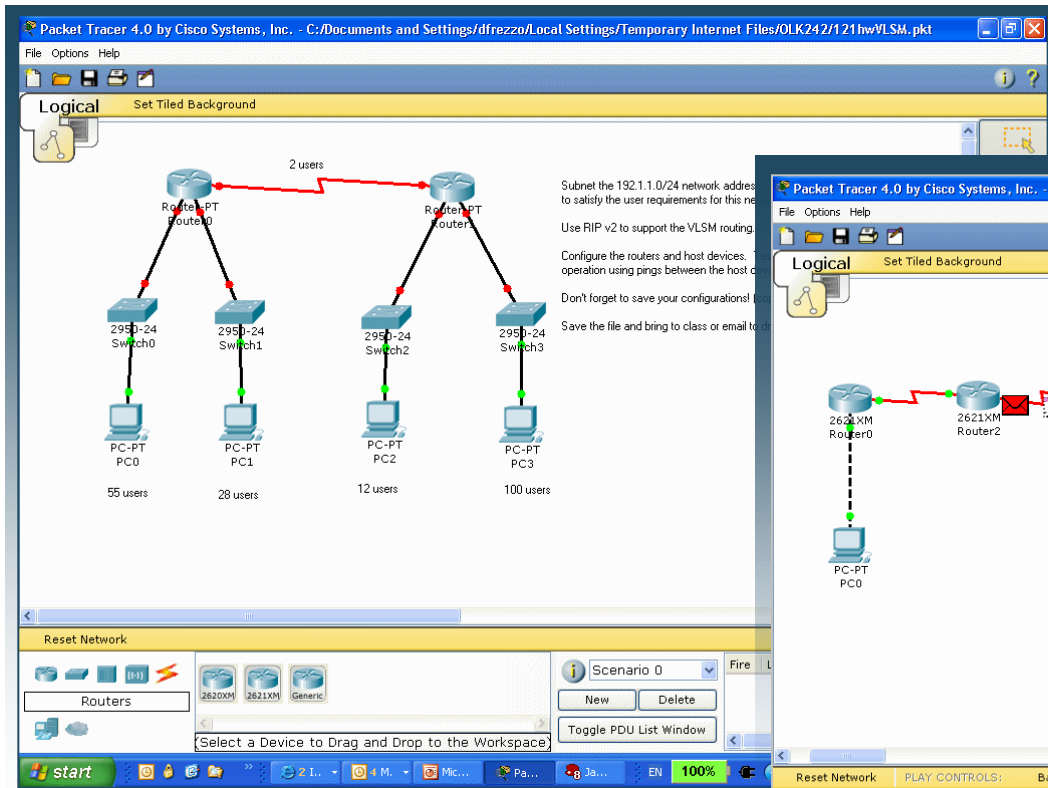 Packet Tracer 4.0 by Cisco Systems, Inc. - C:/Documents and Settings/dfrezzo/Local Settings/Temporary Internet Files/OLK242/121hwVLSM.pkt
File Options Help
Logical
Set Tiled Background
2 users
Router-PT
Router0
Router-PT
Router1
2950-24
Switch0
2950-24
Switch1
2950-24
Switch2
2950-24
Switch3
PC-PT
PC0
PC-PT
PC1
PC-PT
PC2
PC-PT
PC3
55 users
28 users
12 users
100 users
Subnet the 192.1.1.0/24 network addres
to satisfy the user requirements for this ne
Use RIP v2 to support the VLSM routing.
Configure the routers and host devices.
operation using pings between the host
Don't forget to save your configurations!
Save the file and bring to class or email to
Reset Network
Routers
2620XM
2621XM
Generic
(Select a Device to Drag and Drop to the Workspace)
Scenario 0
New
Delete
Toggle PDU List Window
Fire
L
start
2 I..
4 M.
Mic...
Pa...
Ja...
EN
100%
Packet Tracer 4.0 by Cisco Systems, Inc. -
File Options Help
Logical
Set Tiled Background
2621XM
Router0
2621XM
Router2
PC-PT
PC0
Reset Network
PLAY CONTROLS:
Ba